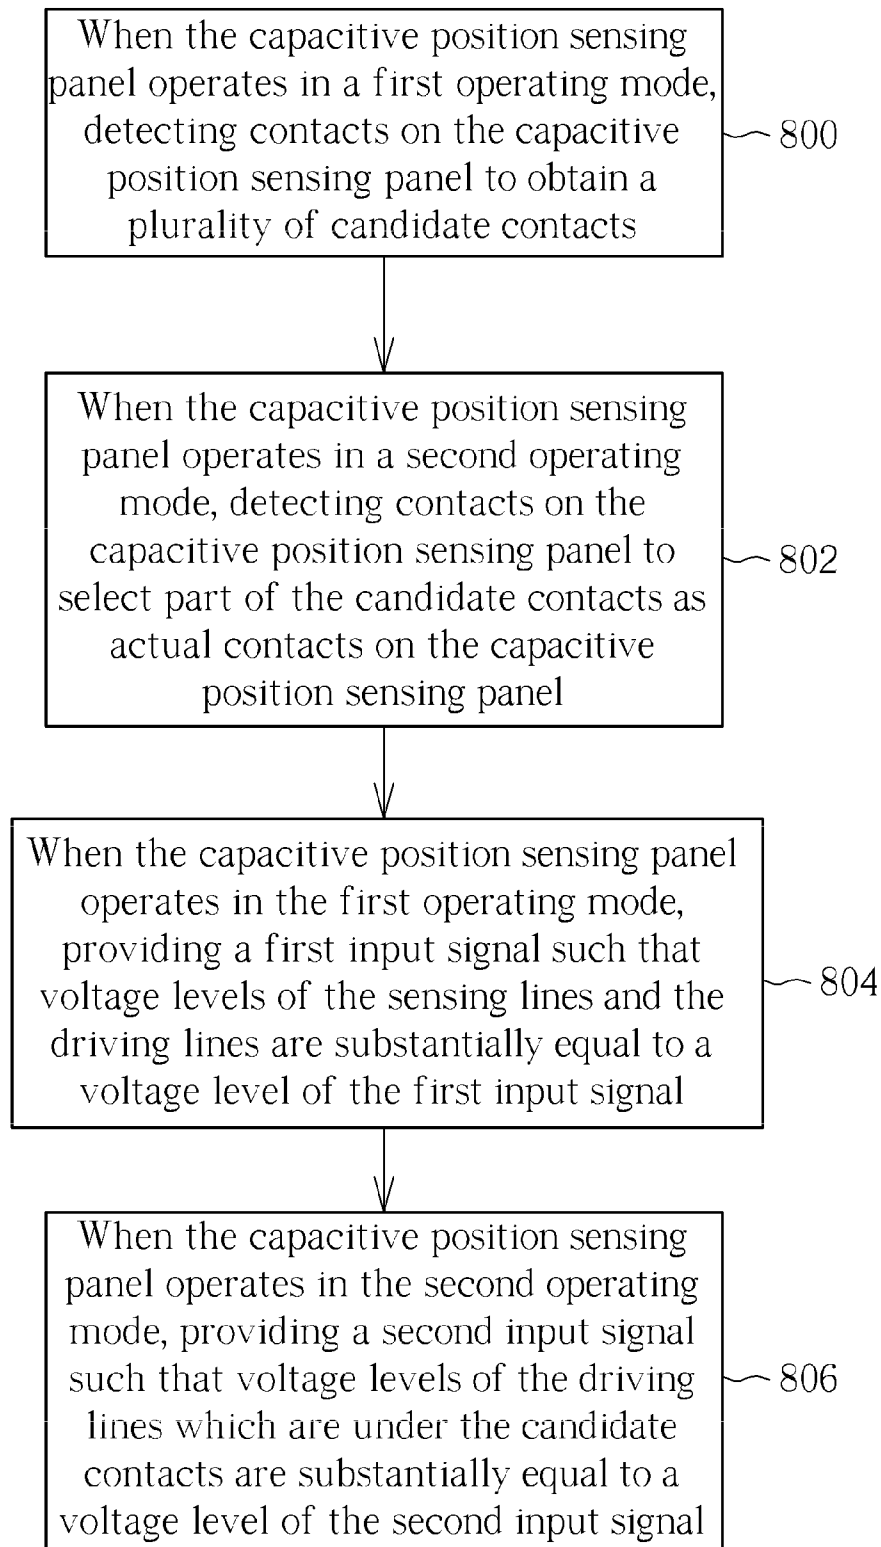 When the capacitive position sensing
panel operates in a first operating mode,
detecting contacts on the capacitive
position sensing panel to obtain a
plurality of candidate contacts
800
When the capacitive position sensing
panel operates in a second operating
mode, detecting contacts on the
capacitive position sensing panel to
select part of the candidate contacts as
actual contacts on the capacitive
position sensing panel
802
When the capacitive position sensing panel
operates in the first operating mode,
providing a first input signal such that
voltage levels of the sensing lines and the
driving lines are substantially equal to a
voltage level of the first input signal
804
When the capacitive position sensing
panel operates in the second operating
mode, providing a second input signal
such that voltage levels of the driving
lines which are under the candidate
contacts are substantially equal to a
voltage level of the second input signal
806